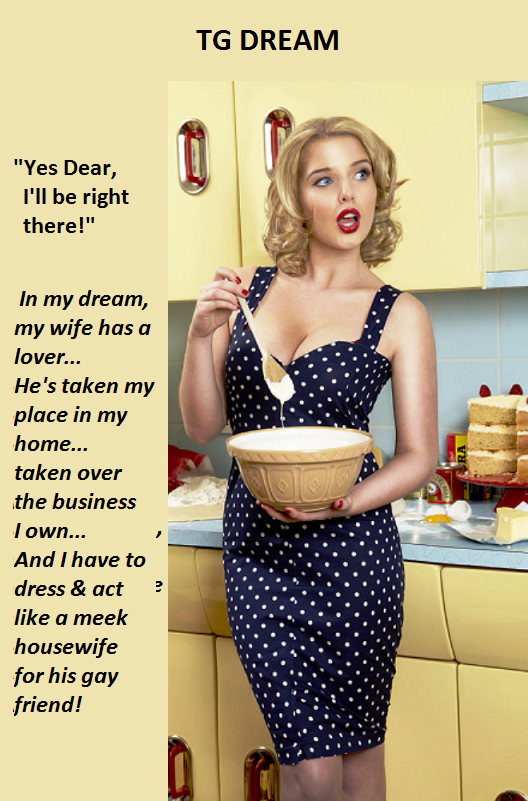 TG DREAM
"Yes Dear,
I'll be right
there!"
In my dream,
my wife has a
lover...
He's taken my
place in my
home...
taken over
the business
I own... ,
And I have to
dress & act e
like a meek
housewife
for his gay
friend!